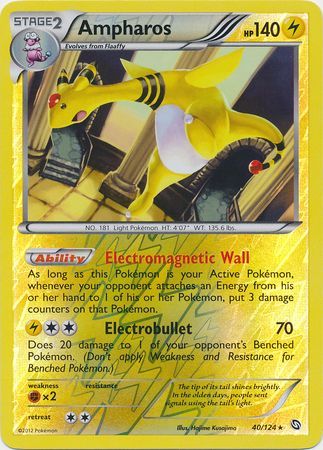 STAGE2
Ampharos
HP140
Evolves from Flaaffy
NO. 181 Light Pokémon HT: 4'07" WT: 135.6 lbs.
Ability Electromagnetic Wall
As long as this Pokémon is your Active Pokémon,
whenever your opponent attaches an Energy from his
or her hand to 1 of his or her Pokémon, put 3 damage
counters on that Pokémon.
Electrobullet 70
Does 20 damage to 1 of your opponent's Benched
Pokémon. (Don't apply Weakness and Resistance for
Benched Pokémon.)
weakness resistance
×2
retreat
The tip of its tail shines brightly.
In the olden days, people sent
signals using the tail's light.
©2012 Pokémon
Illus. Hajime Kusajima
40/124 ★